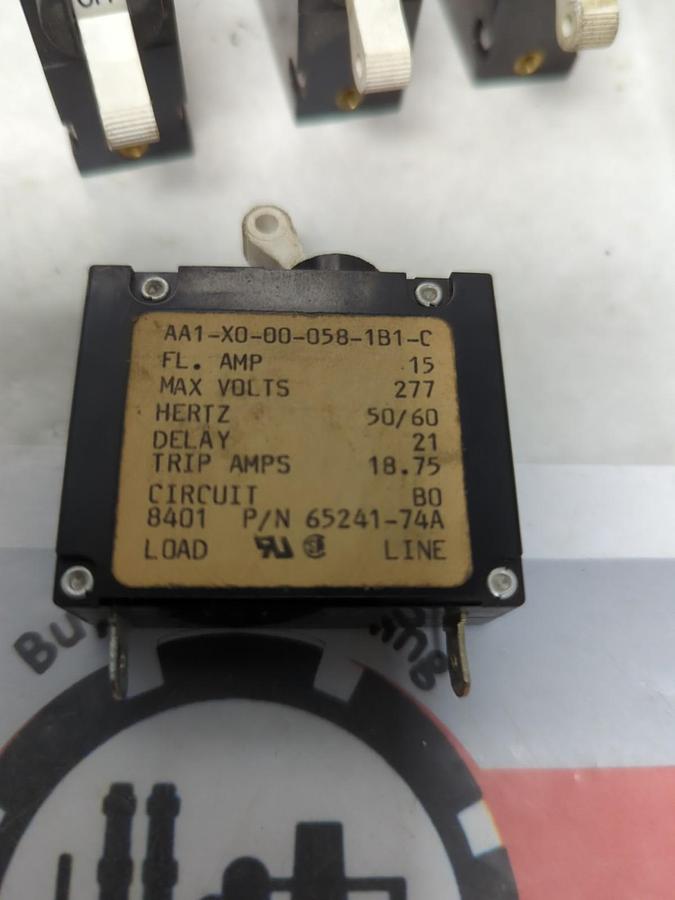 OFF
AA1-X0-00-058-1B1-C
FL. AMP 15
MAX VOLTS 277
HERTZ 50/60
DELAY 21
TRIP AMPS 18.75
CIRCUIT B0
8401 P/N 65241-74A
LOAD LINE